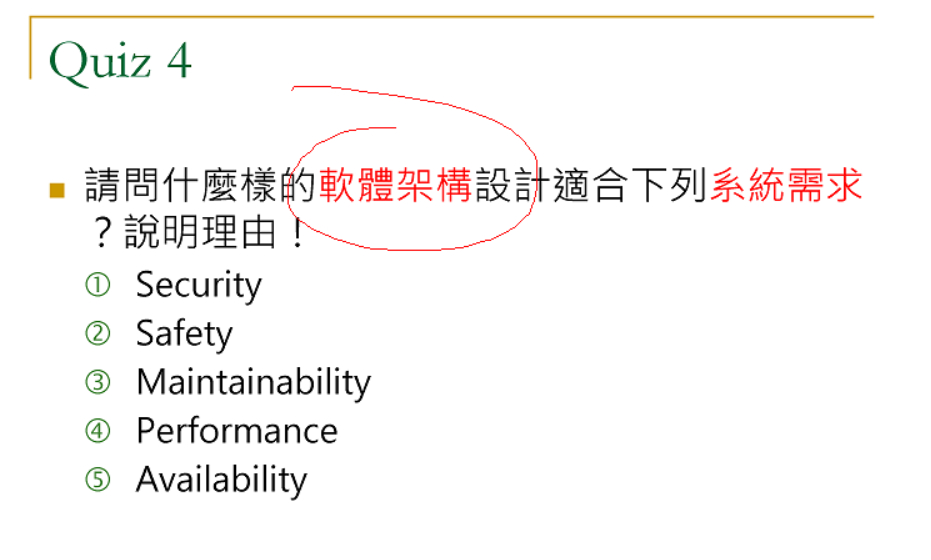 Quiz 4
請問什麼樣的軟體架構設計適合下列系統需求
？說明理由！
① Security
② Safety
③ Maintainability
④ Performance
⑤ Availability